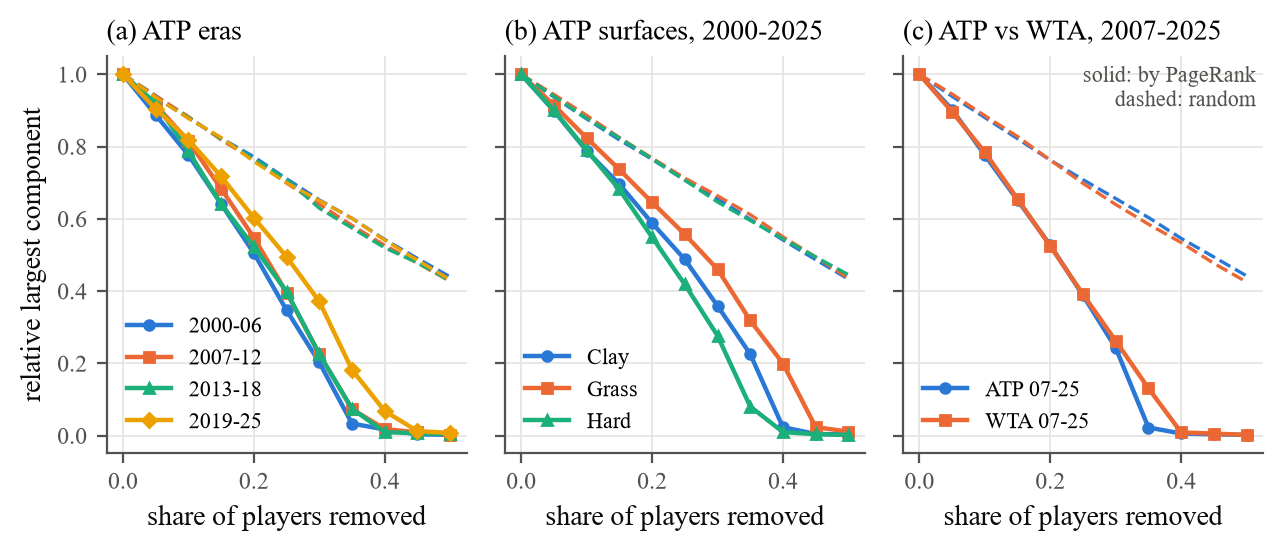 (a) ATP eras
(b) ATP surfaces, 2000-2025
(c) ATP vs WTA, 2007-2025
relative largest component
1.0
0.8
0.6
0.4
0.2
0.0
2000-06
2007-12
2013-18
2019-25
0.0 0.2 0.4
share of players removed
Clay
Grass
Hard
0.0 0.2 0.4
share of players removed
solid: by PageRank
dashed: random
ATP 07-25
WTA 07-25
0.0 0.2 0.4
share of players removed